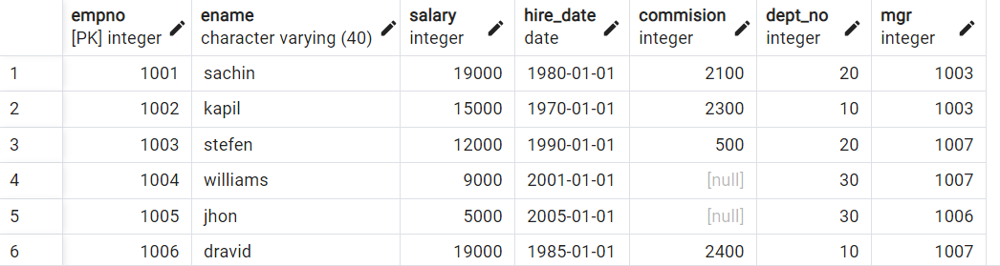 empno ename salary hire_date commision dept_no mgr
[PK] integer character varying (40) integer date integer integer integer
1 1001 sachin 19000 1980-01-01 2100 20 1003
2 1002 kapil 15000 1970-01-01 2300 10 1003
3 1003 stefen 12000 1990-01-01 500 20 1007
4 1004 williams 9000 2001-01-01 [null] 30 1007
5 1005 jhon 5000 2005-01-01 [null] 30 1006
6 1006 dravid 19000 1985-01-01 2400 10 1007